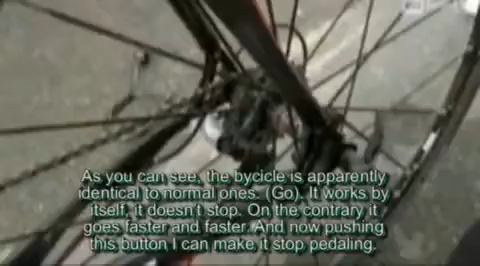 As you can see, the bycicle is apparently
identical to normal ones. (Go). It works by
itself, it doesn't stop. On the contrary it
goes faster and faster. And now pushing
this button I can make it stop pedaling.